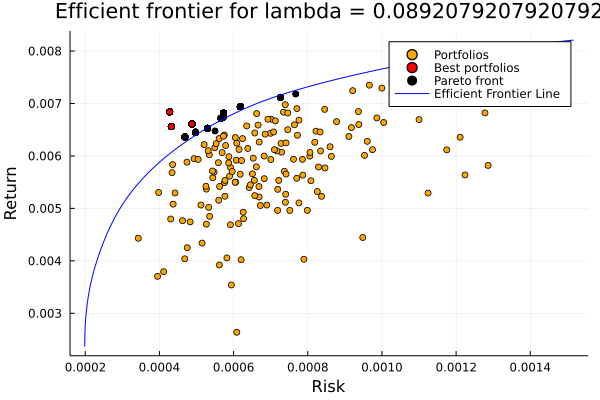 Efficient frontier for lambda = 0.0892079207920792
0.008
0.007
0.006
0.005
0.004
0.003
Return
Portfolios
Best portfolios
Pareto front
Efficient Frontier Line
0.0002 0.0004 0.0006 0.0008 0.0010 0.0012 0.0014
Risk